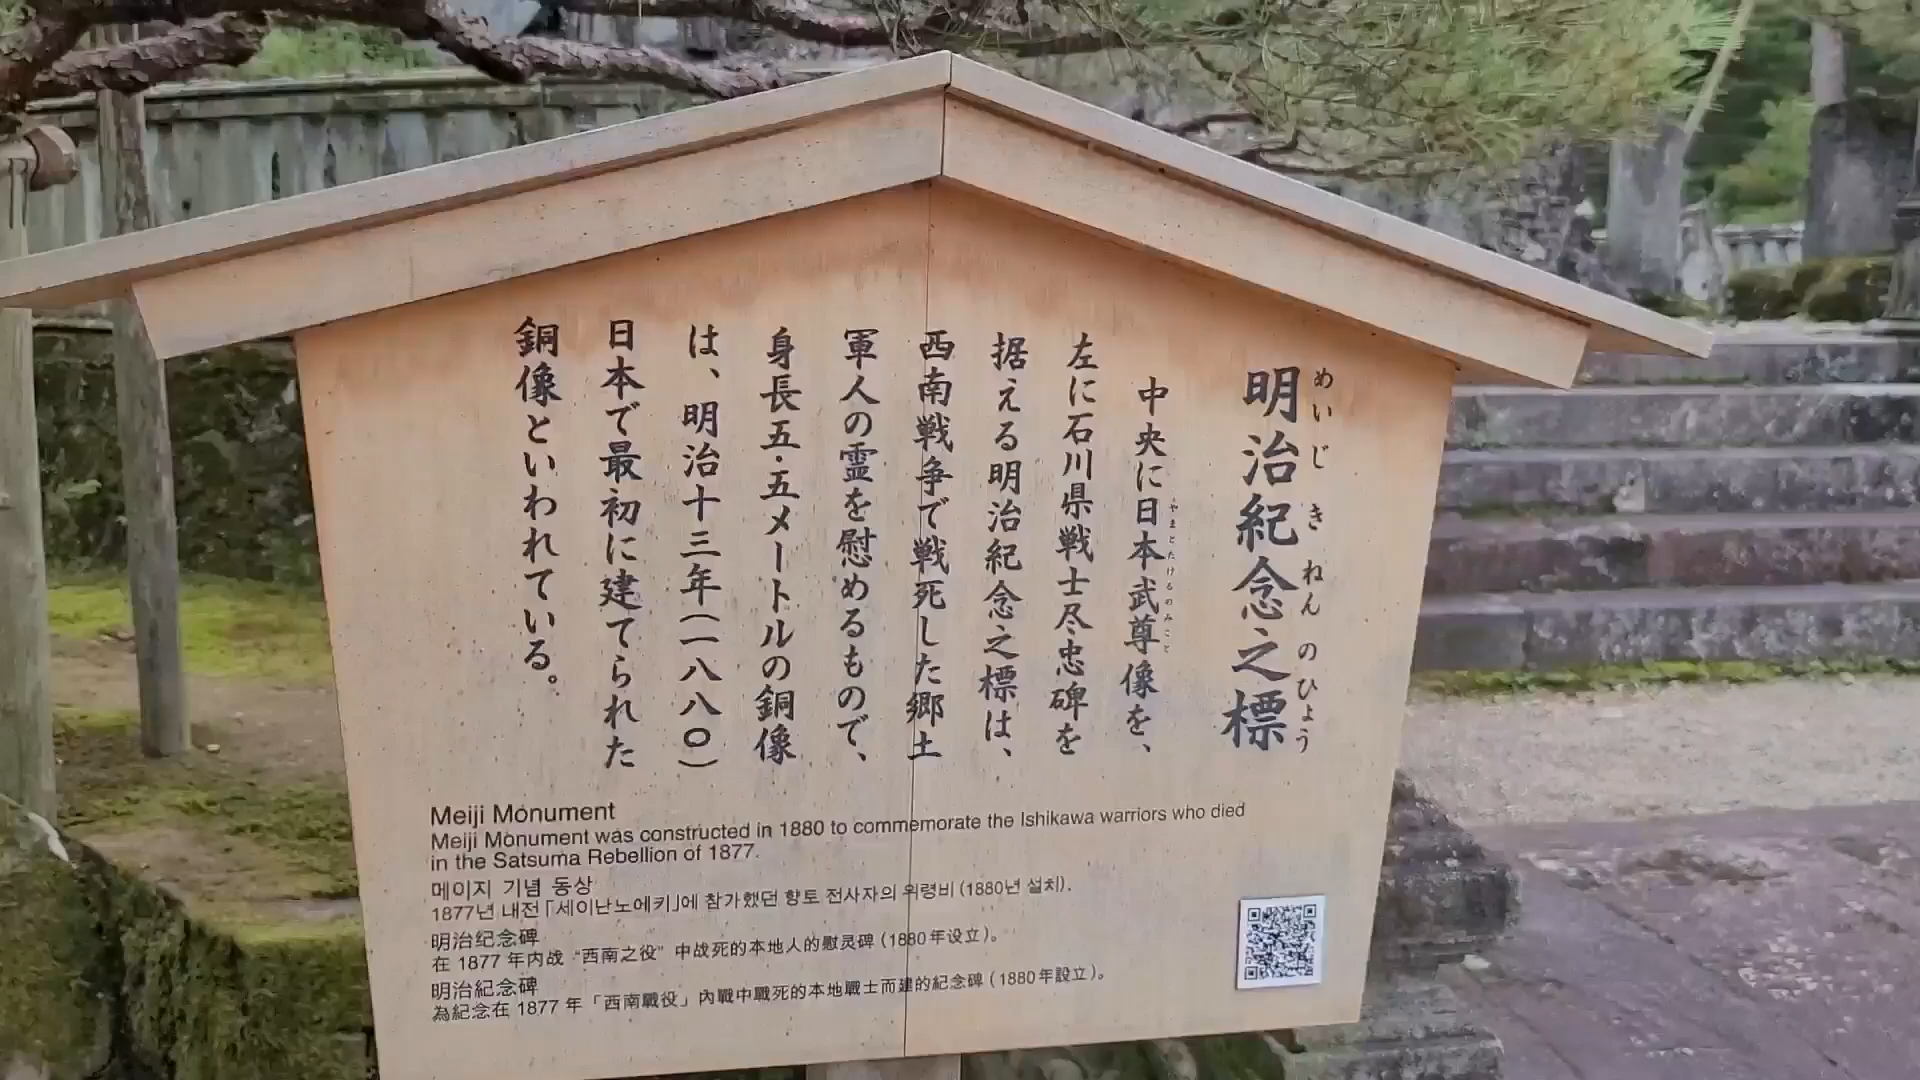 明治紀念之標
めいじきねんのひょう
中央に日本武尊像を、
やまとたけるのみこと
左に石川県戦士尽忠碑を
据える明治紀念之標は、
西南戦争で戦死した郷土
軍人の霊を慰めるもので、
身長五・五メートルの銅像
は、明治十三年(一八八〇)
日本で最初に建てられた
銅像といわれている。
Meiji Monument
Meiji Monument was constructed in 1880 to commemorate the Ishikawa warriors who died
in the Satsuma Rebellion of 1877.
메이지 기념 동상
1877년 내전「세이난노에키」에 참가했던 향토 전사자의 위령비 (1880년 설치).
明治纪念碑
在 1877 年内战 “西南之役” 中战死的本地人的慰灵碑 (1880年设立)。
明治紀念碑
為紀念在 1877 年「西南戰役」內戰中戰死的本地戰士而建的紀念碑 (1880年設立)。